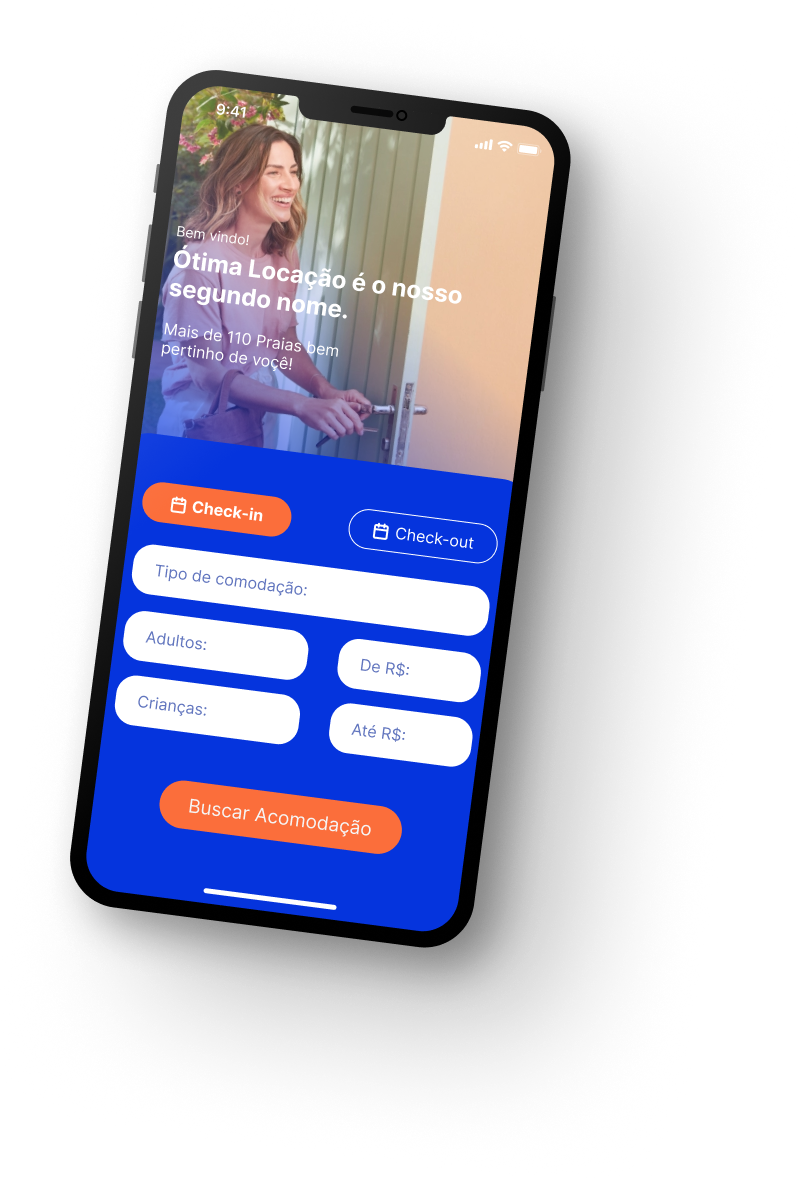 9:41
Bem vindo!
Ótima Locação é o nosso
segundo nome.
Mais de 110 Praias bem
pertinho de voçê!
Check-in
Check-out
Tipo de comodação:
Adultos:
De R$:
Crianças:
Até R$:
Buscar Acomodação